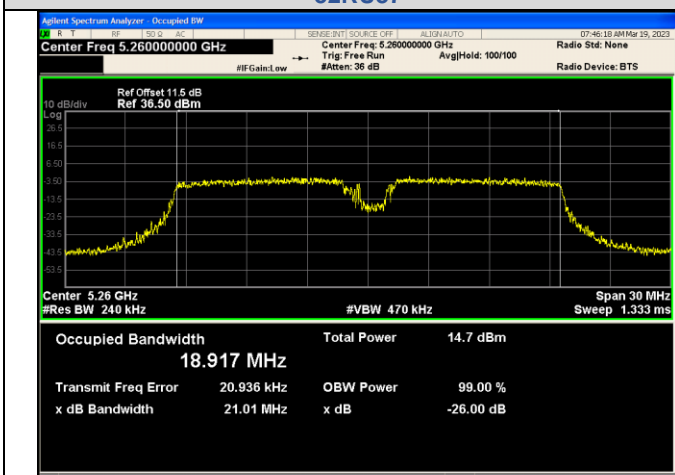 Agilent Spectrum Analyzer - Occupied BW
R T RF 50 Ω AC SENSE:INT SOURCE OFF ALIGNAUTO 07:46:18 AM Mar 19, 2023
Center Freq 5.260000000 GHz Center Freq: 5.260000000 GHz Radio Std: None
Trig: Free Run Avg|Hold: 100/100
#IFGain:Low #Atten: 36 dB Radio Device: BTS
Ref Offset 11.5 dB
10 dB/div Ref 36.50 dBm
Log
26.5
16.5
6.50
-3.50
-13.5
-23.5
-33.5
-43.5
-53.5
Center 5.26 GHz Span 30 MHz
#Res BW 240 kHz #VBW 470 kHz Sweep 1.333 ms
Occupied Bandwidth Total Power 14.7 dBm
18.917 MHz
Transmit Freq Error 20.936 kHz OBW Power 99.00 %
x dB Bandwidth 21.01 MHz x dB -26.00 dB